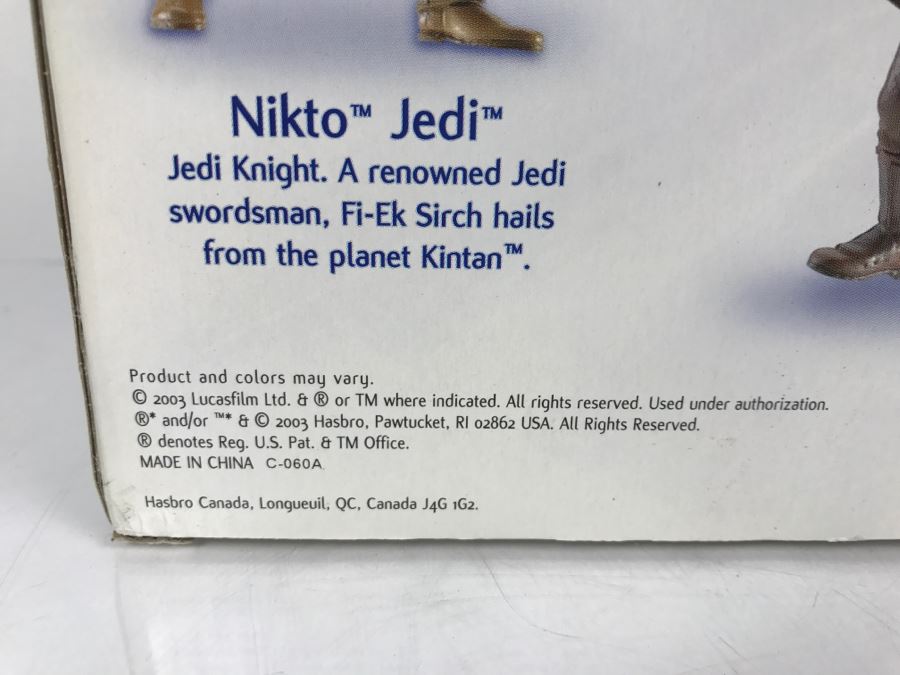 Nikto™ Jedi™
Jedi Knight. A renowned Jedi
swordsman, Fi-Ek Sirch hails
from the planet Kintan™.
Product and colors may vary.
© 2003 Lucasfilm Ltd. & ® or TM where indicated. All rights reserved. Used under authorization.
®* and/or ™* & © 2003 Hasbro, Pawtucket, RI 02862 USA. All Rights Reserved.
® denotes Reg. U.S. Pat. & TM Office.
MADE IN CHINA C-060A
Hasbro Canada, Longueuil, QC, Canada J4G 1G2.